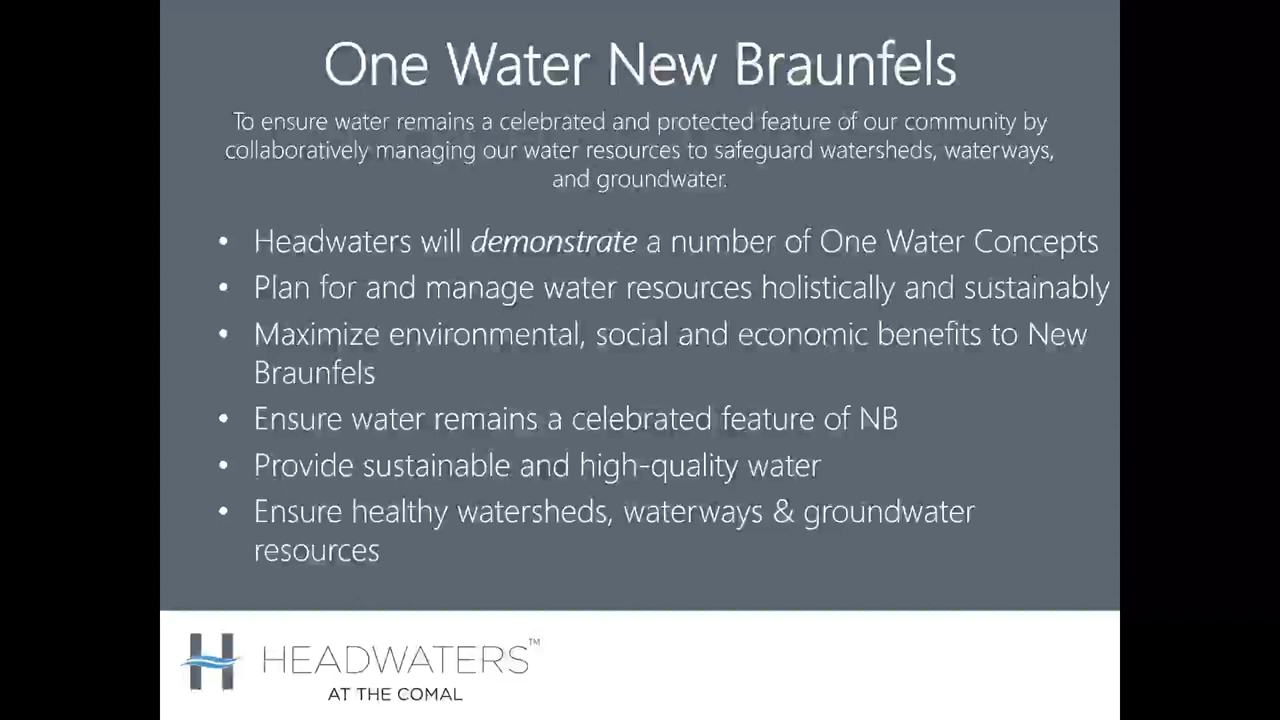 One Water New Braunfels
To ensure water remains a celebrated and protected feature of our community by
collaboratively managing our water resources to safeguard watersheds, waterways,
and groundwater.
• Headwaters will demonstrate a number of One Water Concepts
• Plan for and manage water resources holistically and sustainably
• Maximize environmental, social and economic benefits to New
Braunfels
• Ensure water remains a celebrated feature of NB
• Provide sustainable and high-quality water
• Ensure healthy watersheds, waterways & groundwater
resources
HEADWATERS™
AT THE COMAL